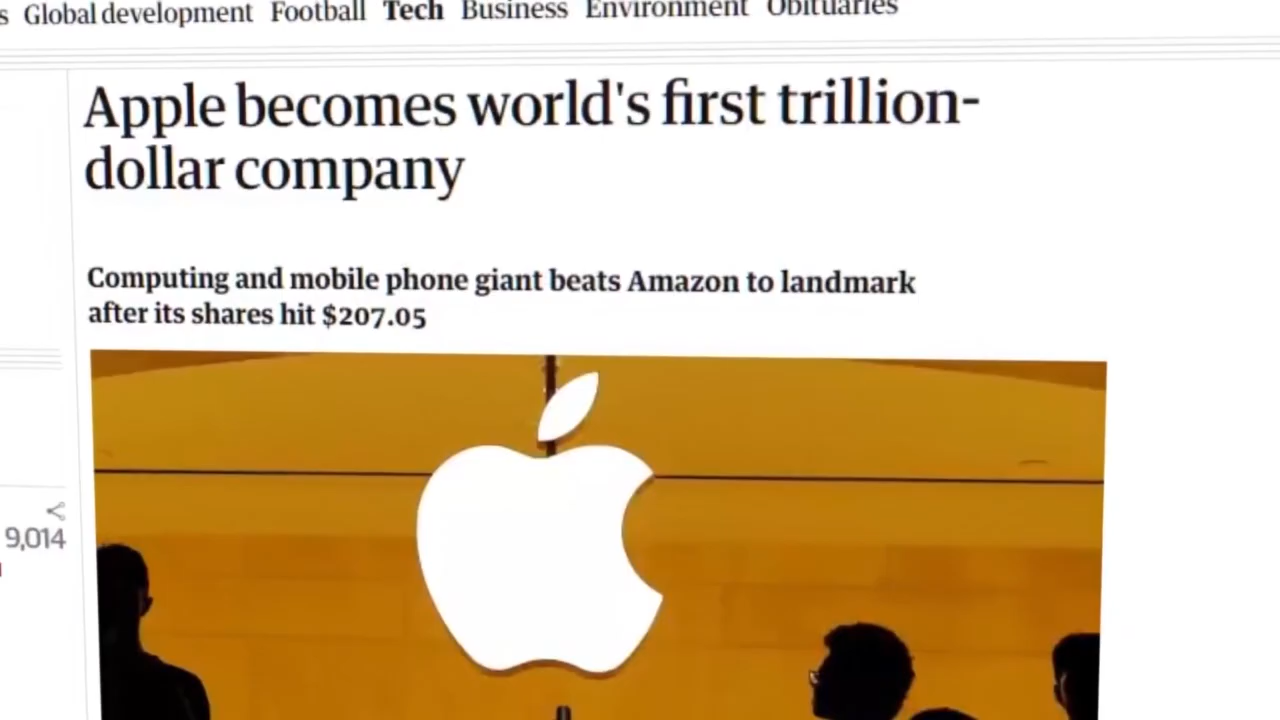 s Global development Football Tech Business Environment Obituaries
Apple becomes world's first trillion-
dollar company
Computing and mobile phone giant beats Amazon to landmark
after its shares hit $207.05
9,014